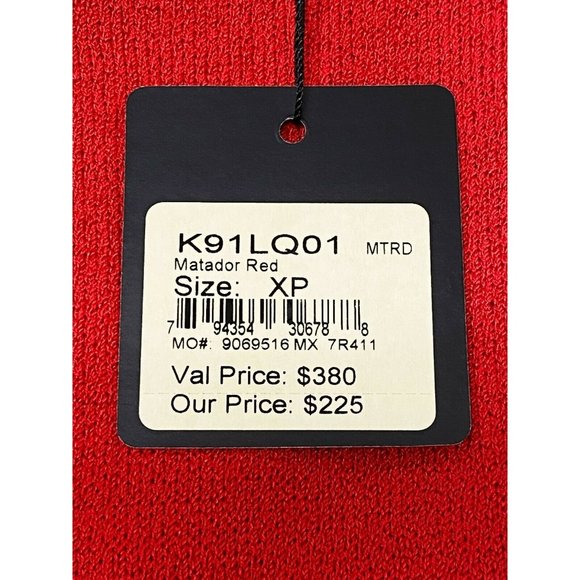 K91LQ01 MTRD
Matador Red
Size: XP
7 94354 30678 8
MO#: 9069516 MX 7R411
Val Price: $380
Our Price: $225